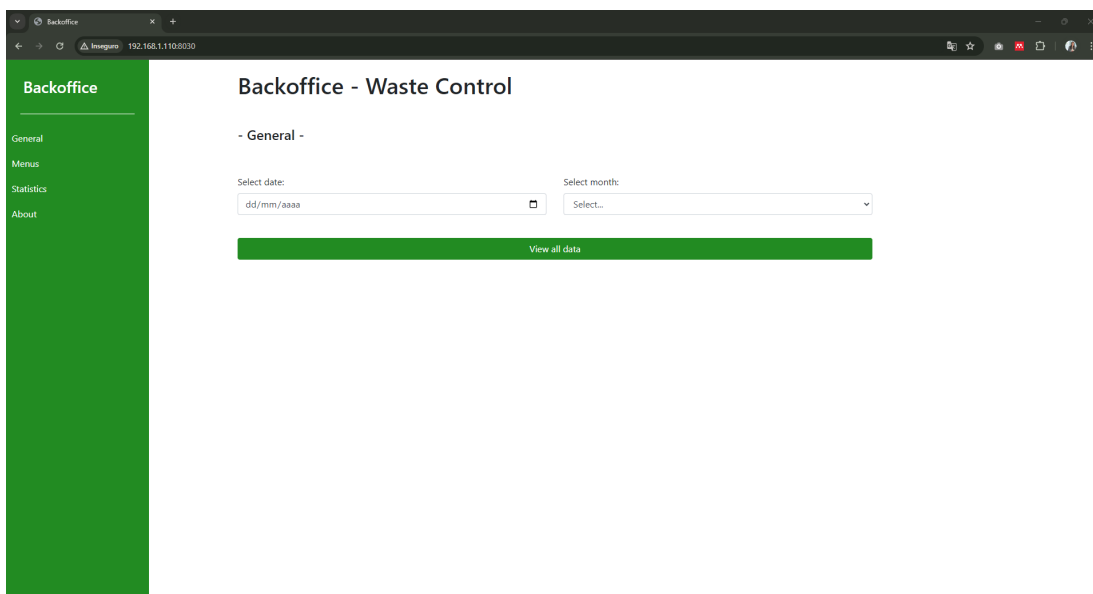 Backoffice
Inseguro 192.168.1.110:8030
Backoffice
General
Menus
Statistics
About
Backoffice - Waste Control
- General -
Select date:
dd/mm/aaaa
Select month:
Select...
View all data